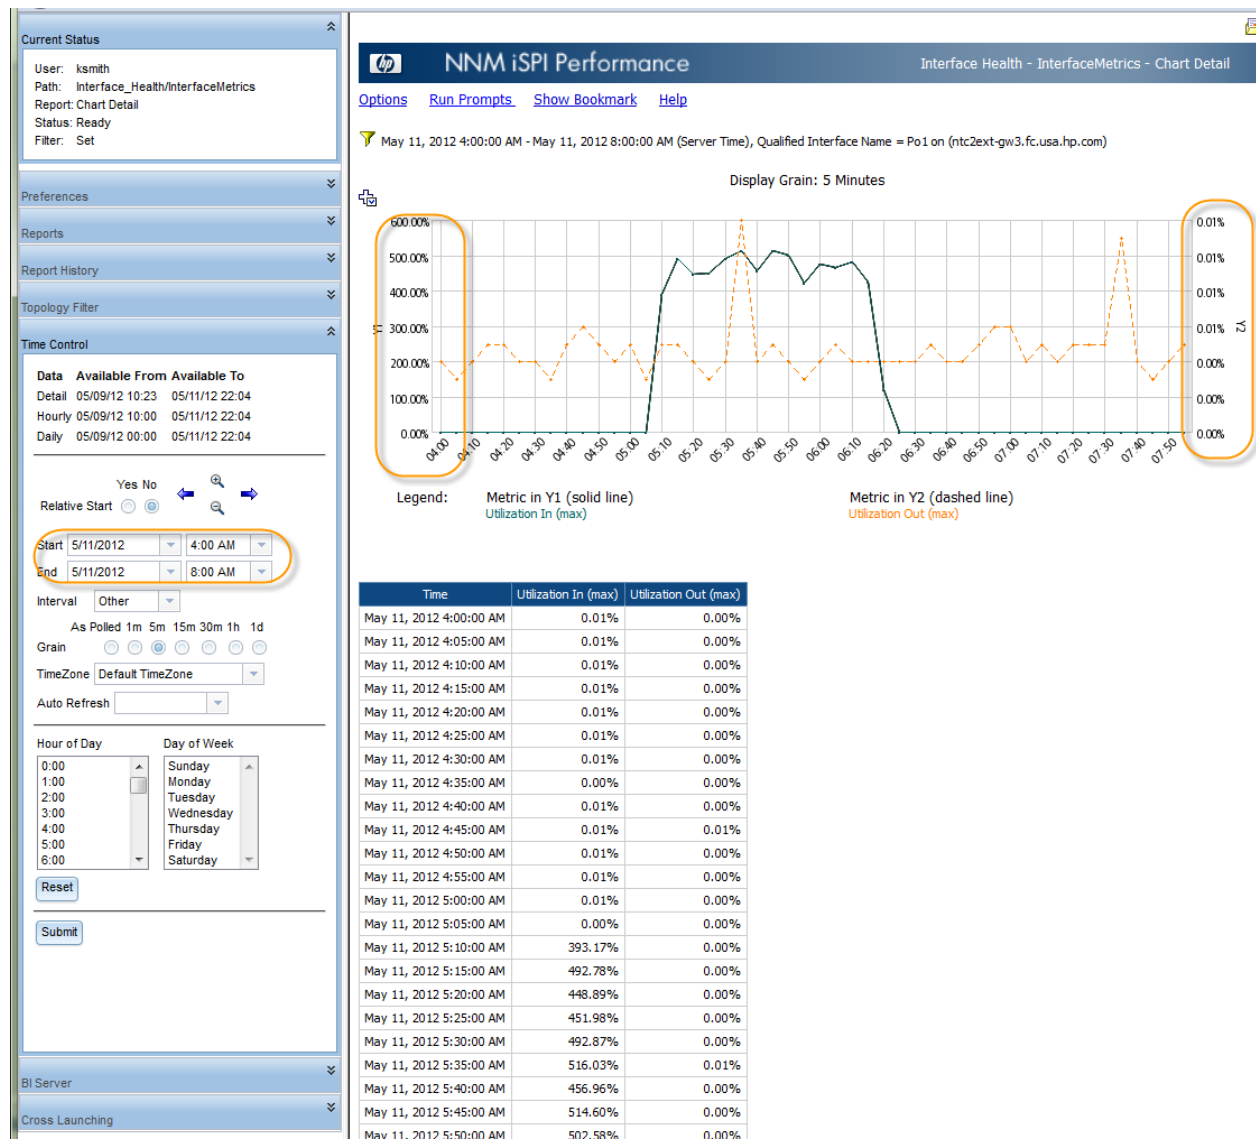 Current Status
User: ksmith
Path: Interface_Health/InterfaceMetrics
Report: Chart Detail
Status: Ready
Filter: Set
Preferences
Reports
Report History
Topology Filter
Time Control
Data Available From Available To
Detail 05/09/12 10:23 05/11/12 22:04
Hourly 05/09/12 10:00 05/11/12 22:04
Daily 05/09/12 00:00 05/11/12 22:04
Yes No
Relative Start
Start 5/11/2012 4:00 AM
End 5/11/2012 8:00 AM
Interval Other
As Polled 1m 5m 15m 30m 1h 1d
Grain
TimeZone Default TimeZone
Auto Refresh
Hour of Day Day of Week
0:00 Sunday
1:00 Monday
2:00 Tuesday
3:00 Wednesday
4:00 Thursday
5:00 Friday
6:00 Saturday
Reset
Submit
BI Server
Cross Launching
hp NNM iSPI Performance Interface Health - InterfaceMetrics - Chart Detail
Options Run Prompts Show Bookmark Help
May 11, 2012 4:00:00 AM - May 11, 2012 8:00:00 AM (Server Time), Qualified Interface Name = Po1 on (ntc2ext-gw3.fc.usa.hp.com)
Display Grain: 5 Minutes
600.00% 0.01%
500.00% 0.01%
400.00% 0.01%
300.00% 0.01% Y2
200.00% 0.00%
100.00% 0.00%
0.00% 0.00%
04:00 04:10 04:20 04:30 04:40 04:50 05:00 05:10 05:20 05:30 05:40 05:50 06:00 06:10 06:20 06:30 06:40 06:50 07:00 07:10 07:20 07:30 07:40 07:50
Legend: Metric in Y1 (solid line) Metric in Y2 (dashed line)
Utilization In (max) Utilization Out (max)
Time Utilization In (max) Utilization Out (max)
May 11, 2012 4:00:00 AM 0.01% 0.00%
May 11, 2012 4:05:00 AM 0.01% 0.00%
May 11, 2012 4:10:00 AM 0.01% 0.00%
May 11, 2012 4:15:00 AM 0.01% 0.00%
May 11, 2012 4:20:00 AM 0.01% 0.00%
May 11, 2012 4:25:00 AM 0.01% 0.00%
May 11, 2012 4:30:00 AM 0.01% 0.00%
May 11, 2012 4:35:00 AM 0.00% 0.00%
May 11, 2012 4:40:00 AM 0.01% 0.00%
May 11, 2012 4:45:00 AM 0.01% 0.01%
May 11, 2012 4:50:00 AM 0.01% 0.00%
May 11, 2012 4:55:00 AM 0.01% 0.00%
May 11, 2012 5:00:00 AM 0.01% 0.00%
May 11, 2012 5:05:00 AM 0.00% 0.00%
May 11, 2012 5:10:00 AM 393.17% 0.00%
May 11, 2012 5:15:00 AM 492.78% 0.00%
May 11, 2012 5:20:00 AM 448.89% 0.00%
May 11, 2012 5:25:00 AM 451.98% 0.00%
May 11, 2012 5:30:00 AM 492.87% 0.00%
May 11, 2012 5:35:00 AM 516.03% 0.01%
May 11, 2012 5:40:00 AM 456.96% 0.00%
May 11, 2012 5:45:00 AM 514.60% 0.00%
May 11, 2012 5:50:00 AM 502.58% 0.00%